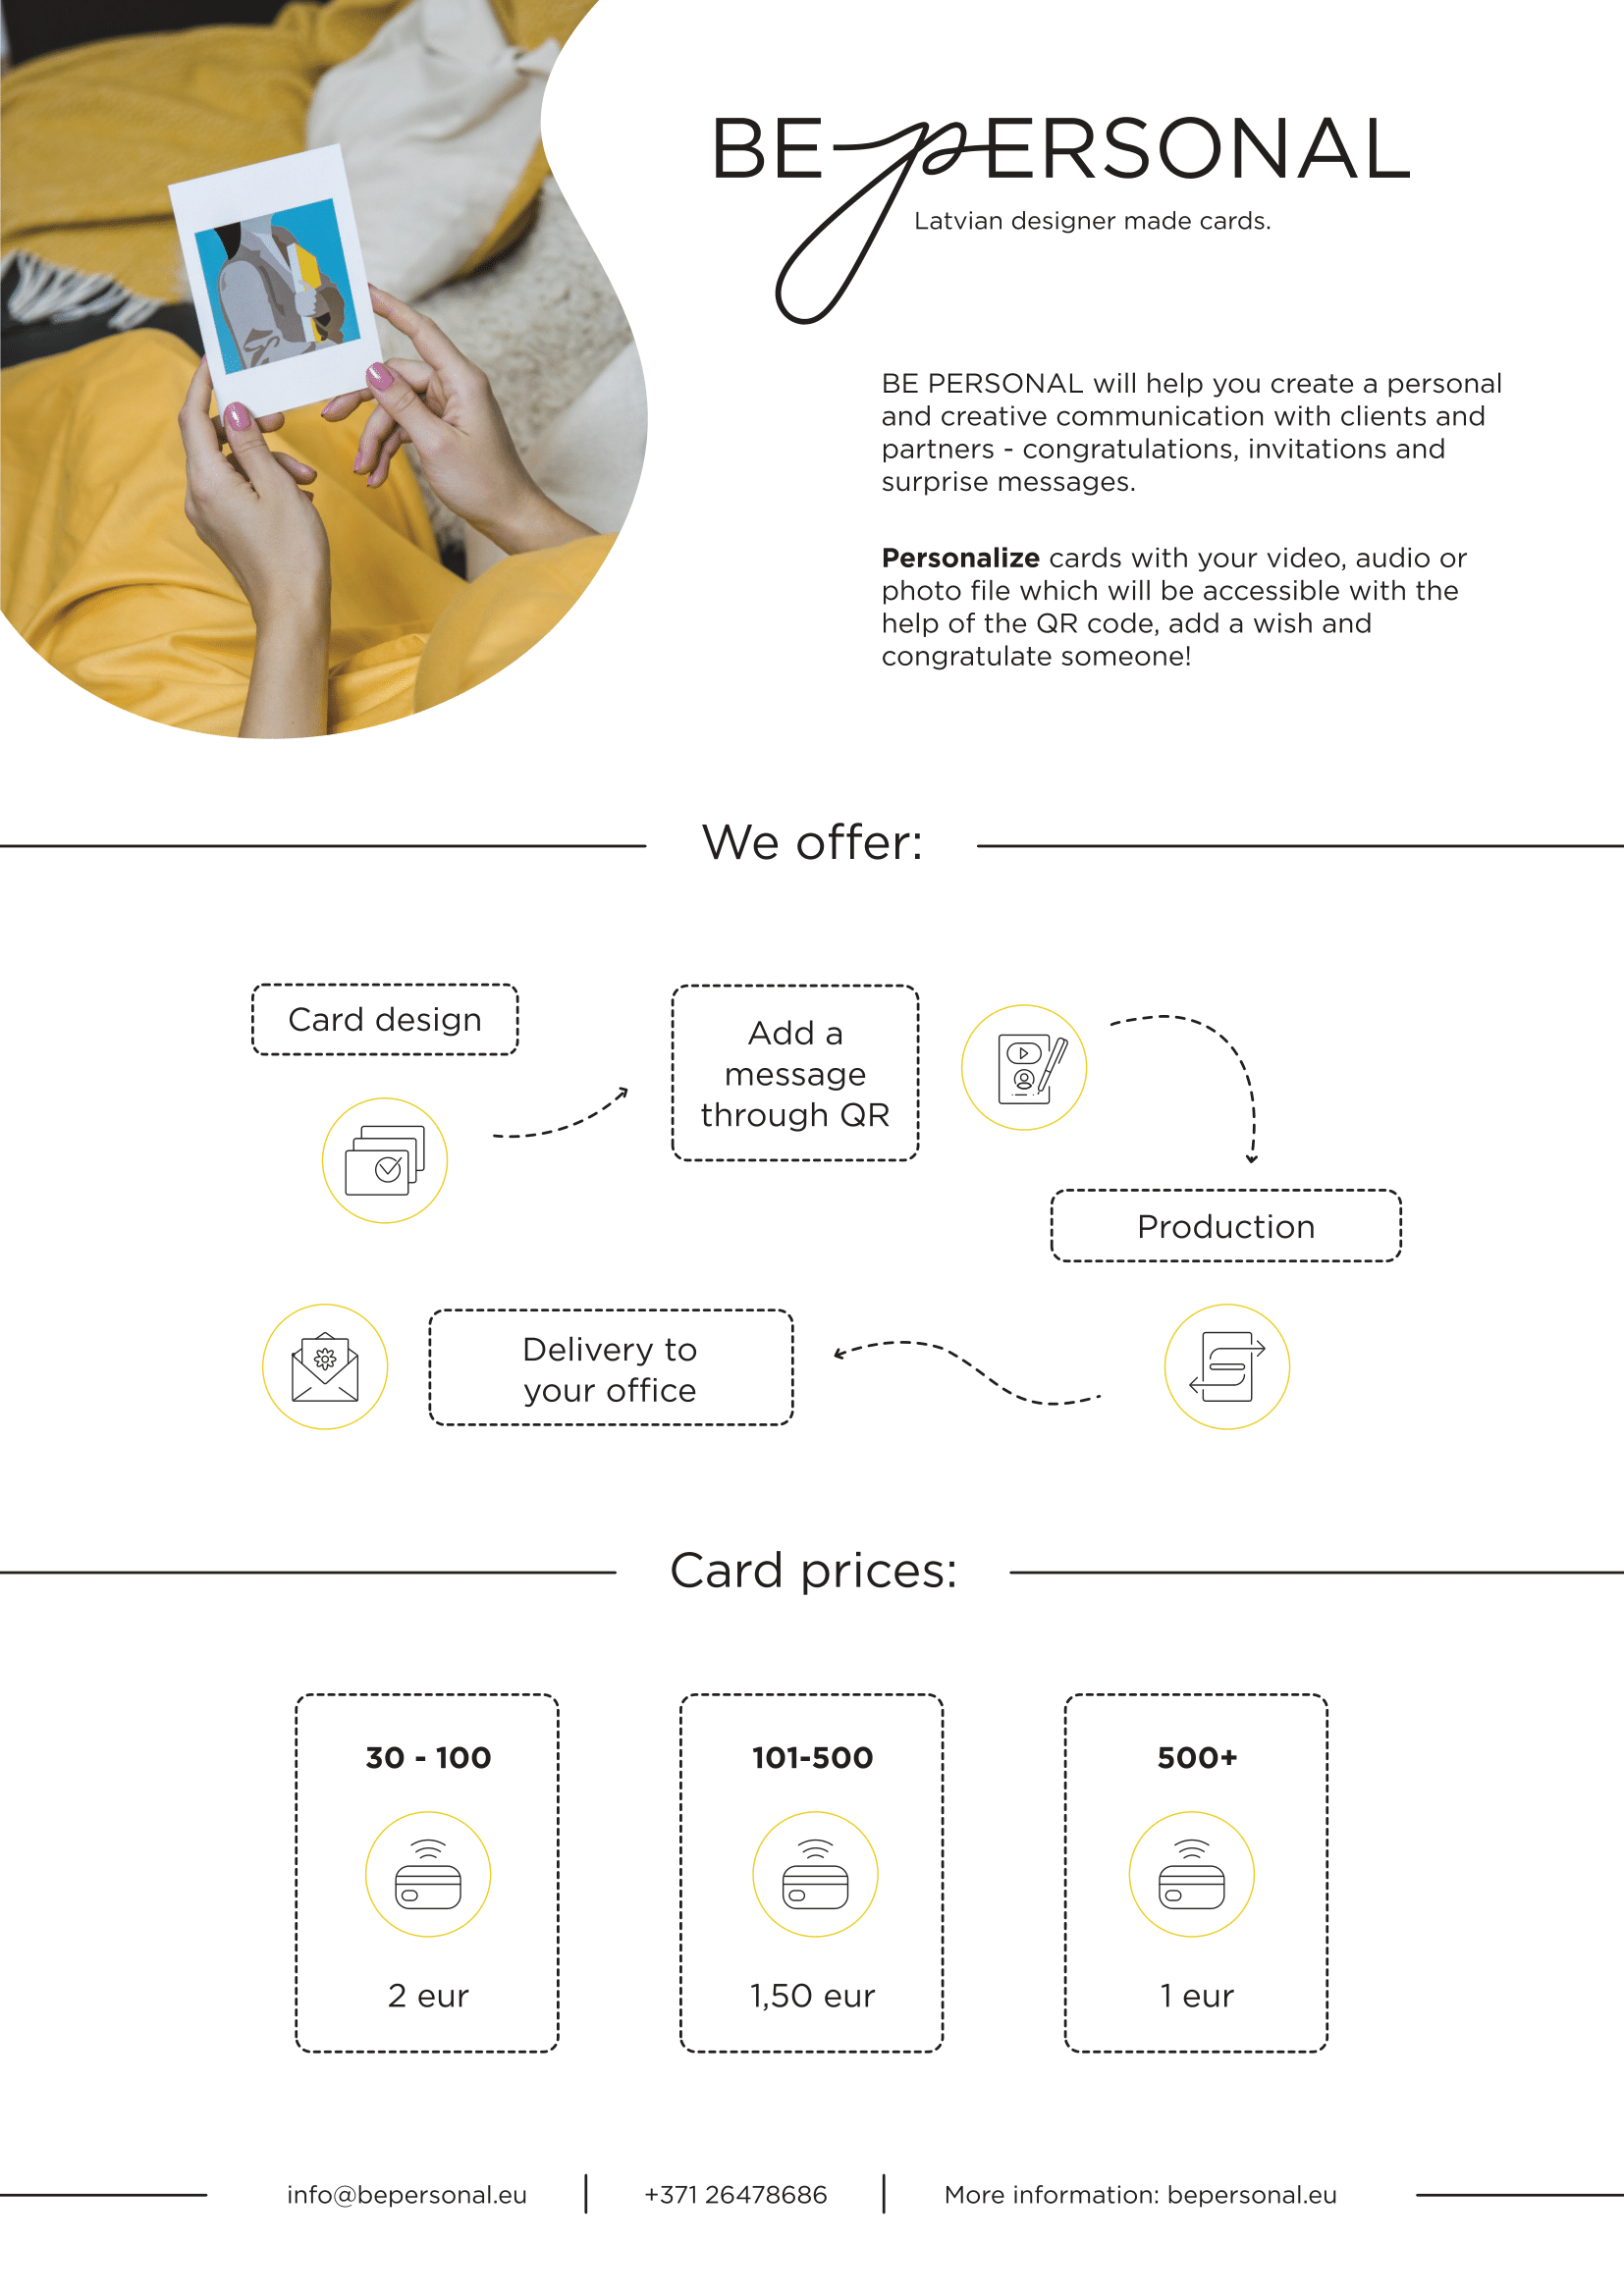 BE PERSONAL
Latvian designer made cards.
BE PERSONAL will help you create a personal
and creative communication with clients and
partners - congratulations, invitations and
surprise messages.
Personalize cards with your video, audio or
photo file which will be accessible with the
help of the QR code, add a wish and
congratulate someone!
We offer:
Card design
Add a
message
through QR
Production
Delivery to
your office
Card prices:
30 - 100
2 eur
101-500
1,50 eur
500+
1 eur
info@bepersonal.eu
+371 26478686
More information: bepersonal.eu